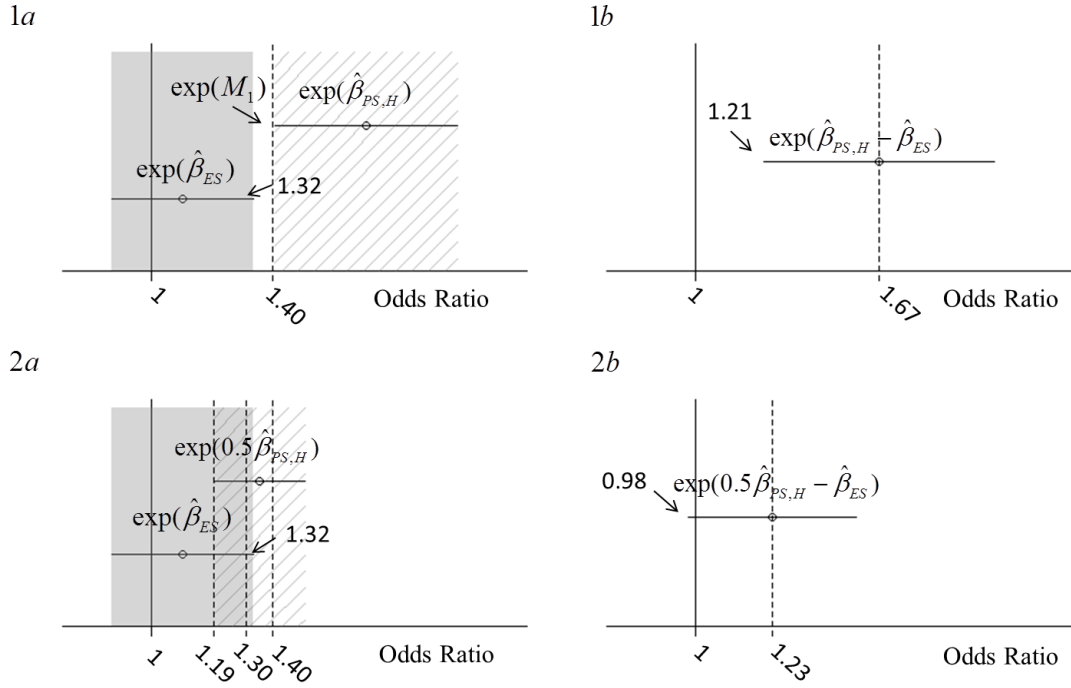 1a
exp(M₁)
exp(β̂_PS,H)
exp(β̂_ES)
1.32
1
1.40
Odds Ratio
1b
1.21
exp(β̂_PS,H − β̂_ES)
1
1.67
Odds Ratio
2a
exp(0.5β̂_PS,H)
exp(β̂_ES)
1.32
1
1.19
1.30
1.40
Odds Ratio
2b
0.98
exp(0.5β̂_PS,H − β̂_ES)
1
1.23
Odds Ratio